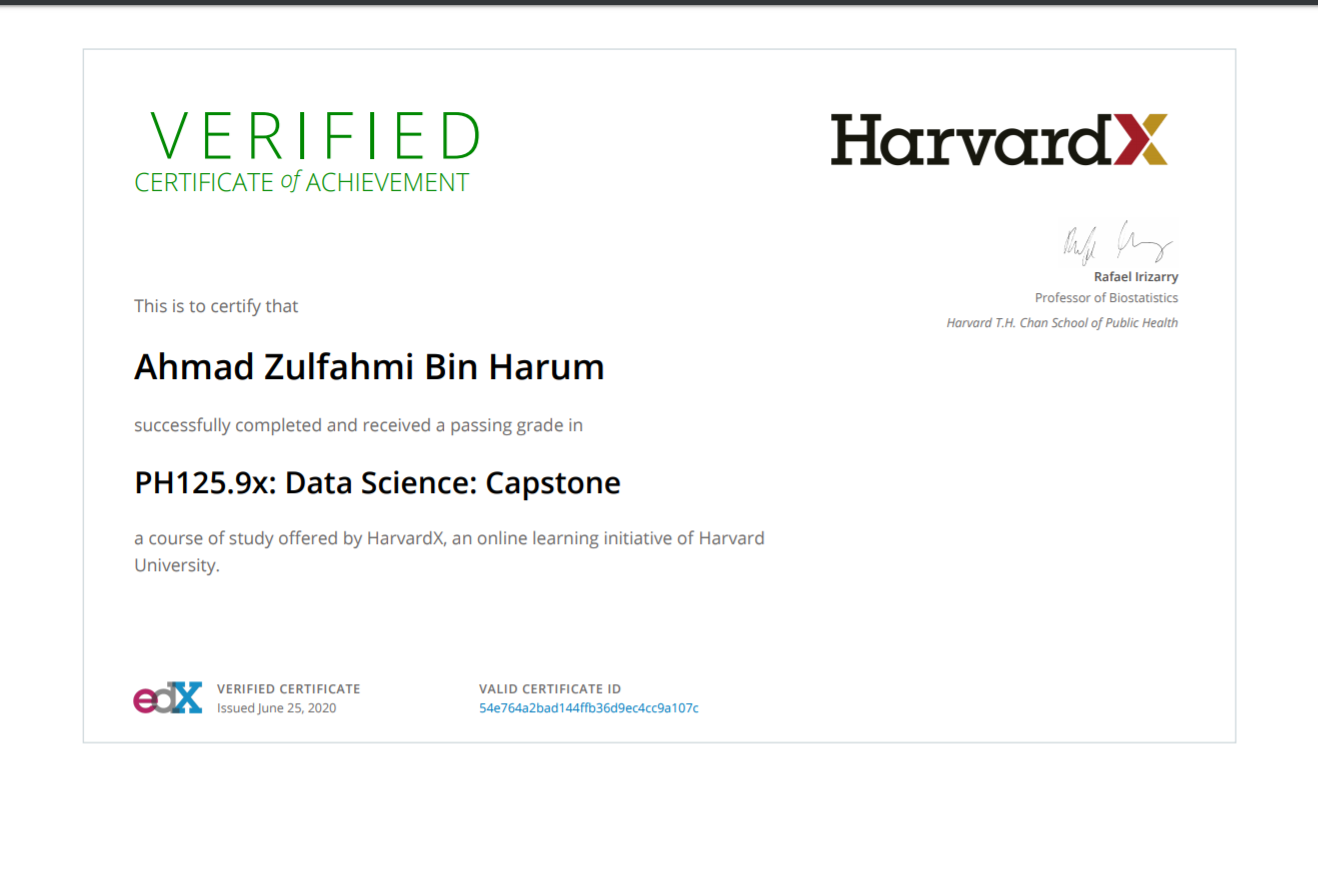 VERIFIED
CERTIFICATE of ACHIEVEMENT
HarvardX
Rafael Irizarry
Professor of Biostatistics
Harvard T.H. Chan School of Public Health
This is to certify that
Ahmad Zulfahmi Bin Harum
successfully completed and received a passing grade in
PH125.9x: Data Science: Capstone
a course of study offered by HarvardX, an online learning initiative of Harvard
University.
edX
VERIFIED CERTIFICATE
Issued June 25, 2020
VALID CERTIFICATE ID
54e764a2bad144ffb36d9ec4cc9a107c